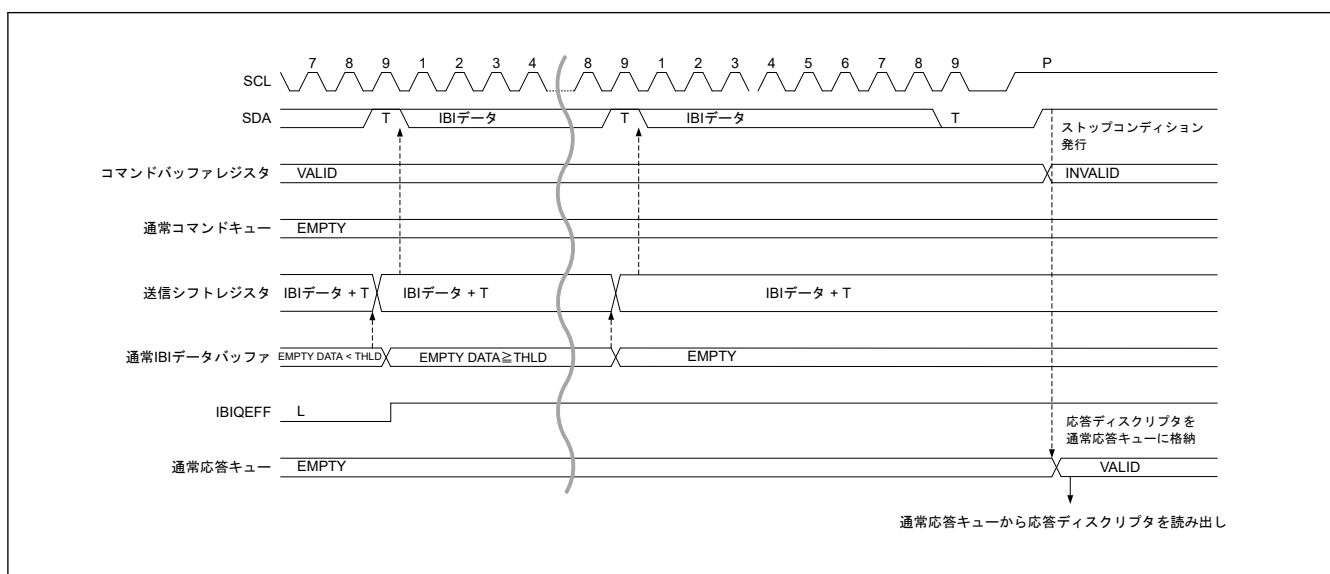 7 8 9 1 2 3 4 8 9 1 2 3 4 5 6 7 8 9 P
SCL
SDA T IBIデータ T IBIデータ T
ストップコンディション
発行
コマンドバッファレジスタ VALID INVALID
通常コマンドキュー EMPTY
送信シフトレジスタ IBIデータ + T IBIデータ + T IBIデータ + T
通常IBIデータバッファ EMPTY DATA < THLD EMPTY DATA≧THLD EMPTY
IBIQEFF L
応答ディスクリプタを
通常応答キューに格納
通常応答キュー EMPTY VALID
通常応答キューから応答ディスクリプタを読み出し